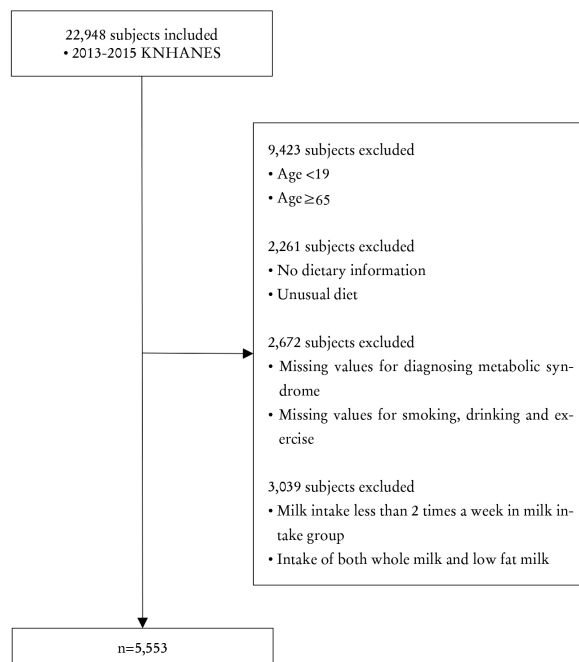 22,948 subjects included
• 2013-2015 KNHANES
9,423 subjects excluded
• Age <19
• Age ≥65
2,261 subjects excluded
• No dietary information
• Unusual diet
2,672 subjects excluded
• Missing values for diagnosing metabolic syn-
drome
• Missing values for smoking, drinking and ex-
ercise
3,039 subjects excluded
• Milk intake less than 2 times a week in milk in-
take group
• Intake of both whole milk and low fat milk
n=5,553